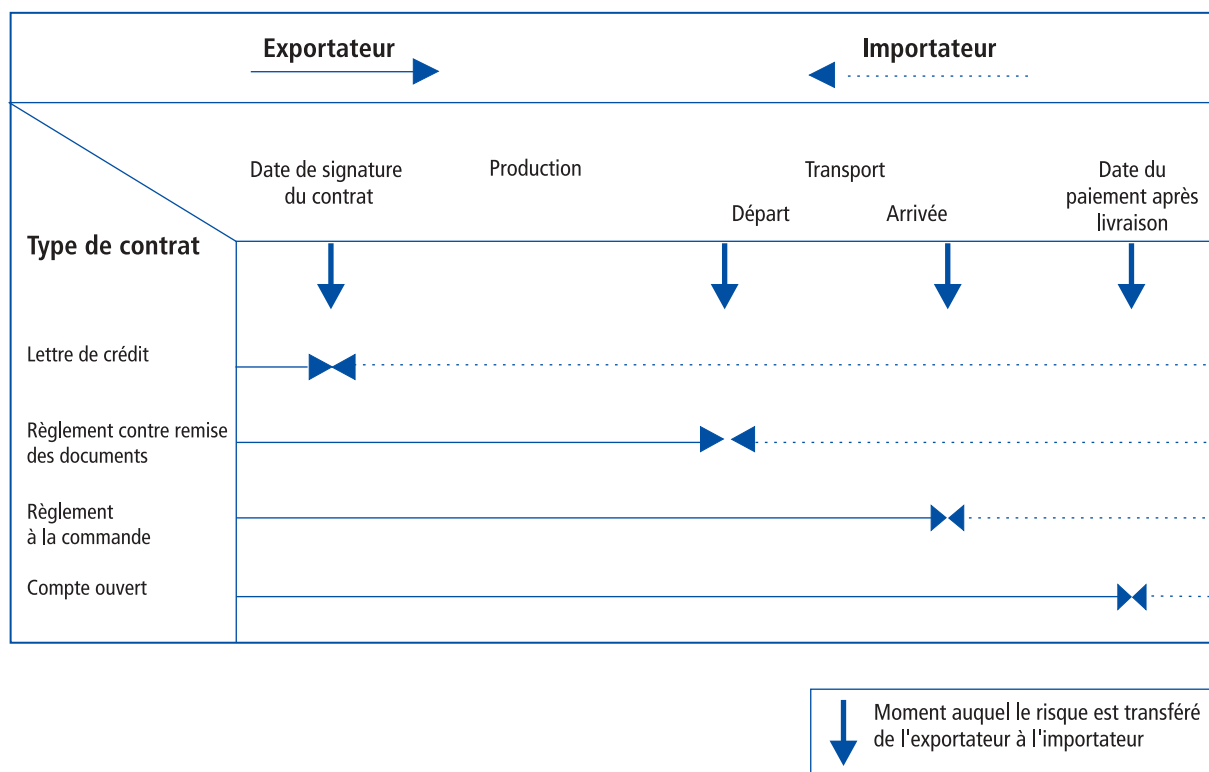 Exportateur
Importateur
Date de signature
du contrat
Production
Transport
Départ
Arrivée
Date du
paiement après
livraison
Type de contrat
Lettre de crédit
Règlement contre remise
des documents
Règlement
à la commande
Compte ouvert
Moment auquel le risque est transféré
de l'exportateur à l'importateur